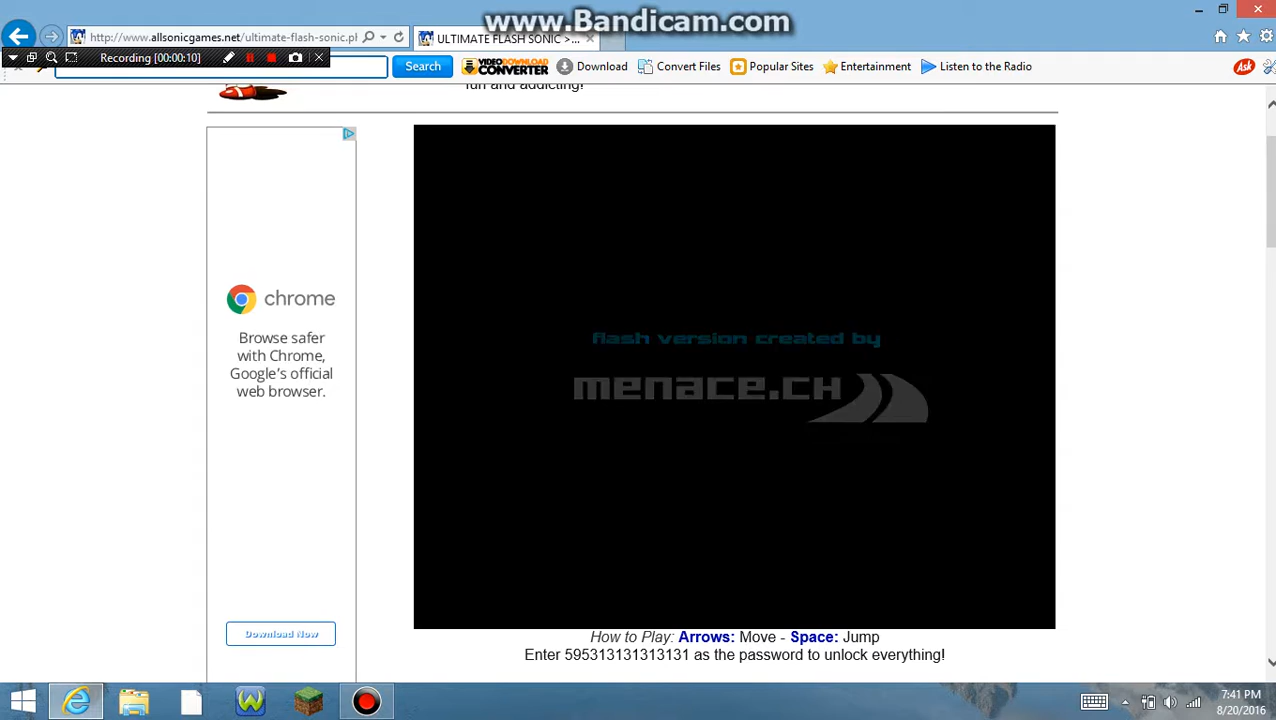 www.Bandicam.com
http://www.allsonicgames.net/ultimate-flash-sonic.pl
ULTIMATE FLASH SONIC >...
Recording [00:00:10]
Search
VIDEO DOWNLOAD CONVERTER
Download
Convert Files
Popular Sites
Entertainment
Listen to the Radio
Ask
fun and addicting!
chrome
Browse safer
with Chrome,
Google's official
web browser.
Download Now
flash version created by
menace.ch
How to Play: Arrows: Move - Space: Jump
Enter 595313131313131 as the password to unlock everything!
7:41 PM
8/20/2016